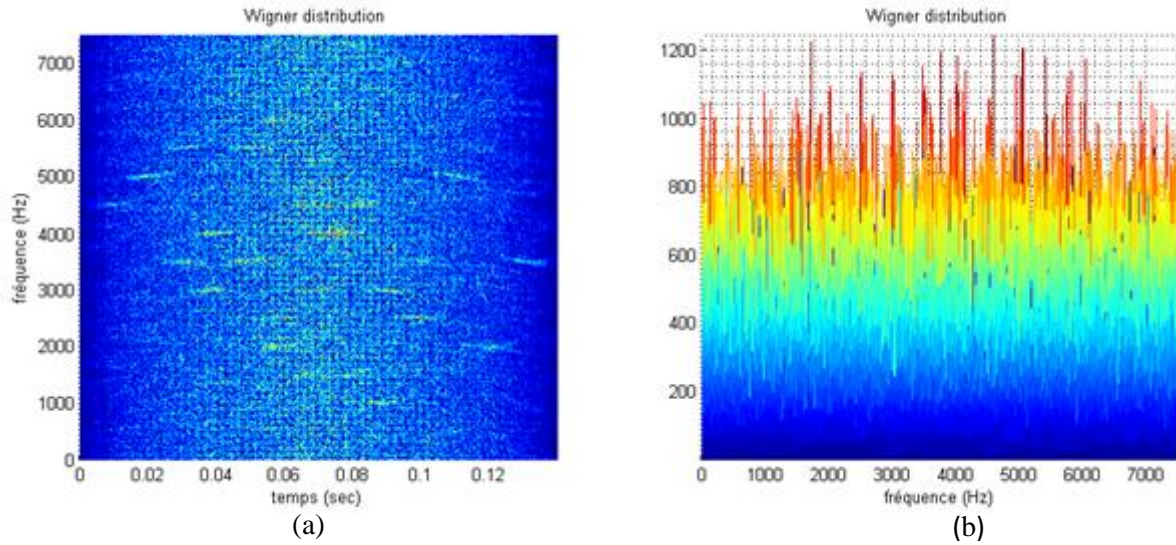 Wigner distribution
7000
6000
5000
4000
3000
2000
1000
0
fréquence (Hz)
0 0.02 0.04 0.06 0.08 0.1 0.12
temps (sec)
(a)
Wigner distribution
1200
1000
800
600
400
200
0 1000 2000 3000 4000 5000 6000 7000
fréquence (Hz)
(b)